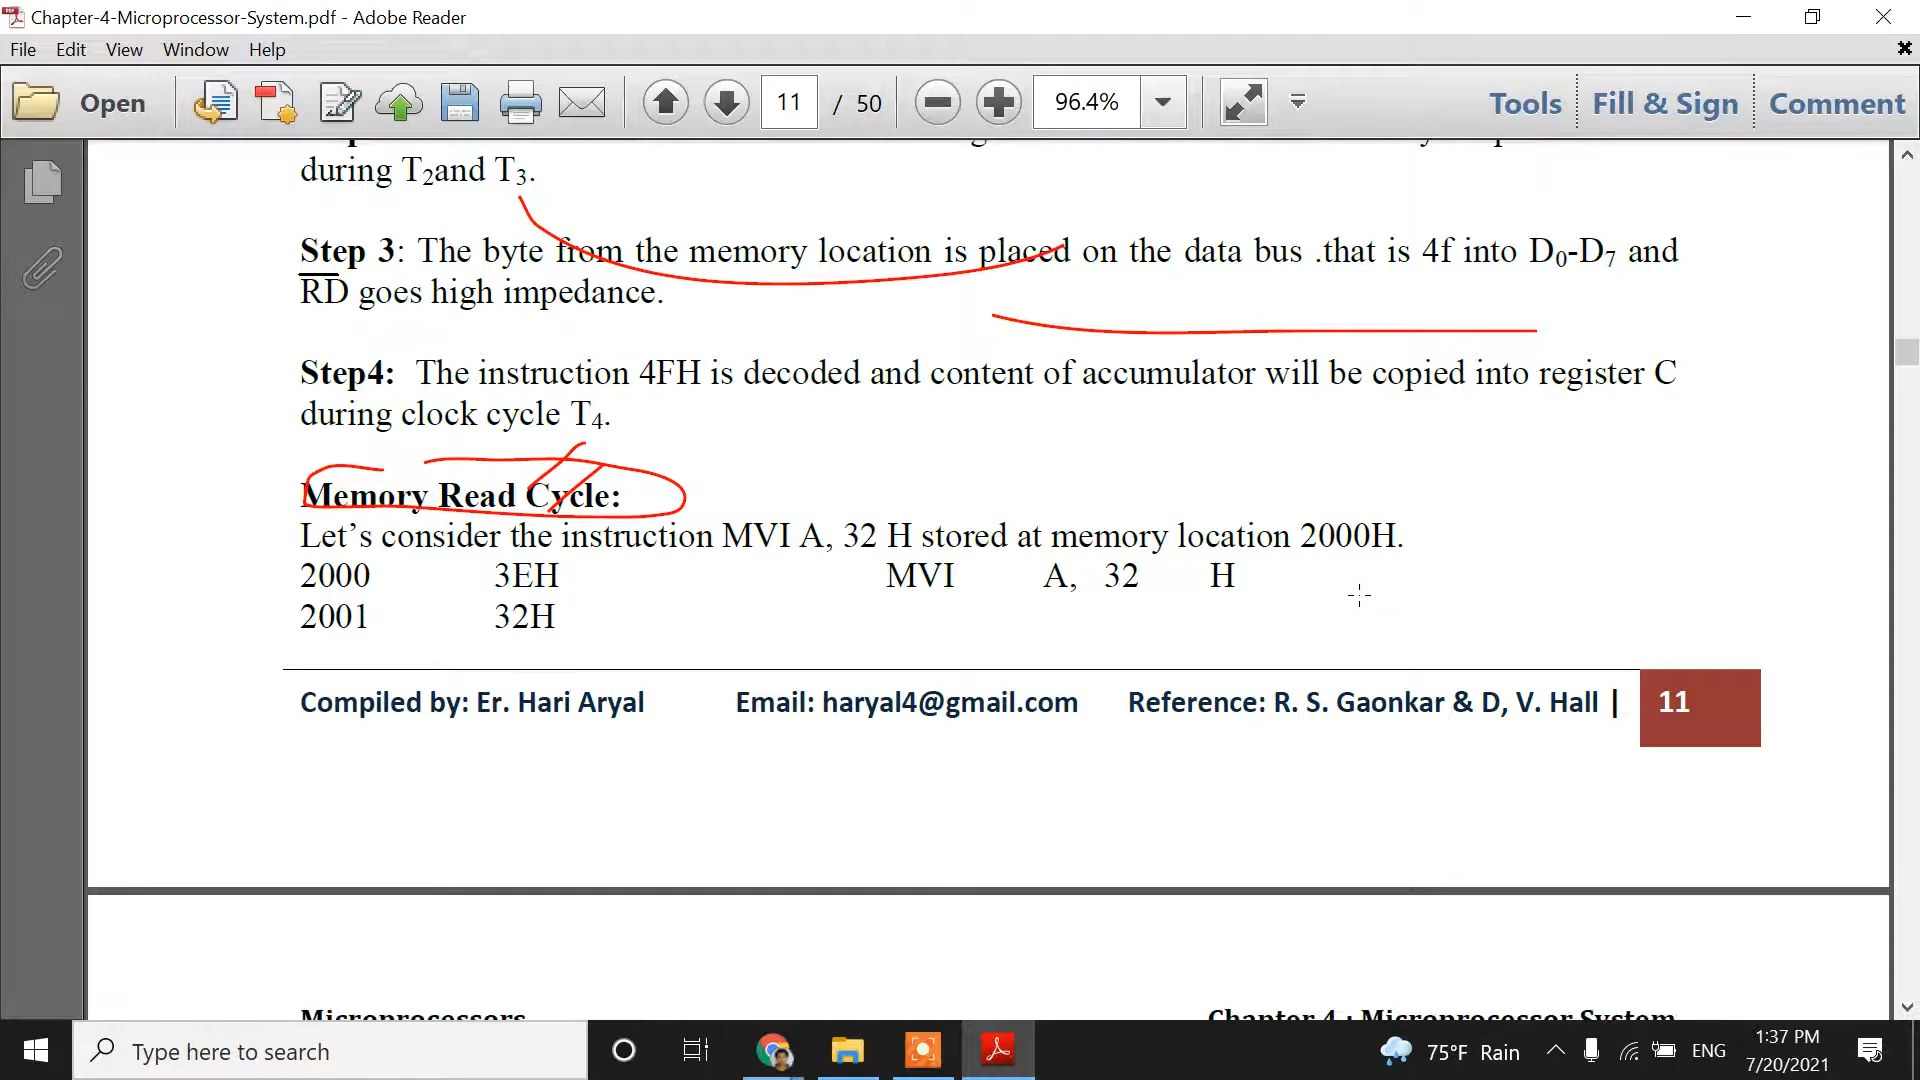 Chapter-4-Microprocessor-System.pdf - Adobe Reader
File Edit View Window Help
Open 11 / 50 96.4% Tools Fill & Sign Comment
during T2and T3.
Step 3: The byte from the memory location is placed on the data bus .that is 4f into D0-D7 and
RD goes high impedance.
Step4: The instruction 4FH is decoded and content of accumulator will be copied into register C
during clock cycle T4.
Memory Read Cycle:
Let’s consider the instruction MVI A, 32 H stored at memory location 2000H.
2000 3EH MVI A, 32 H
2001 32H
Compiled by: Er. Hari Aryal Email: haryal4@gmail.com Reference: R. S. Gaonkar & D, V. Hall | 11
Microprocessors Chapter 4 : Microprocessor System
Type here to search 75°F Rain ENG 1:37 PM
7/20/2021